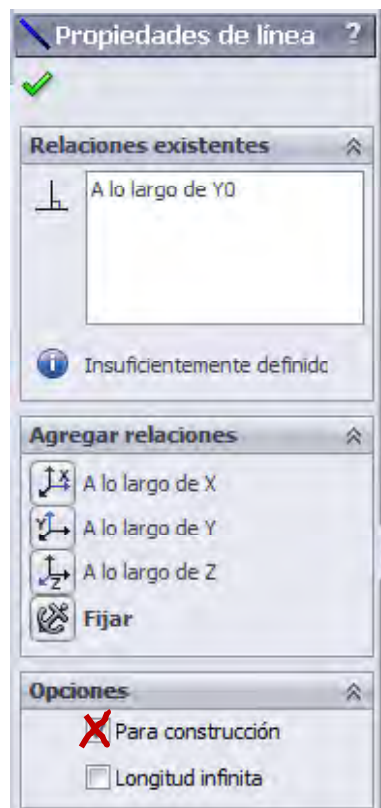 Propiedades de línea ?
Relaciones existentes
A lo largo de Y0
Insuficientemente definido
Agregar relaciones
A lo largo de X
A lo largo de Y
A lo largo de Z
Fijar
Opciones
Para construcción
Longitud infinita